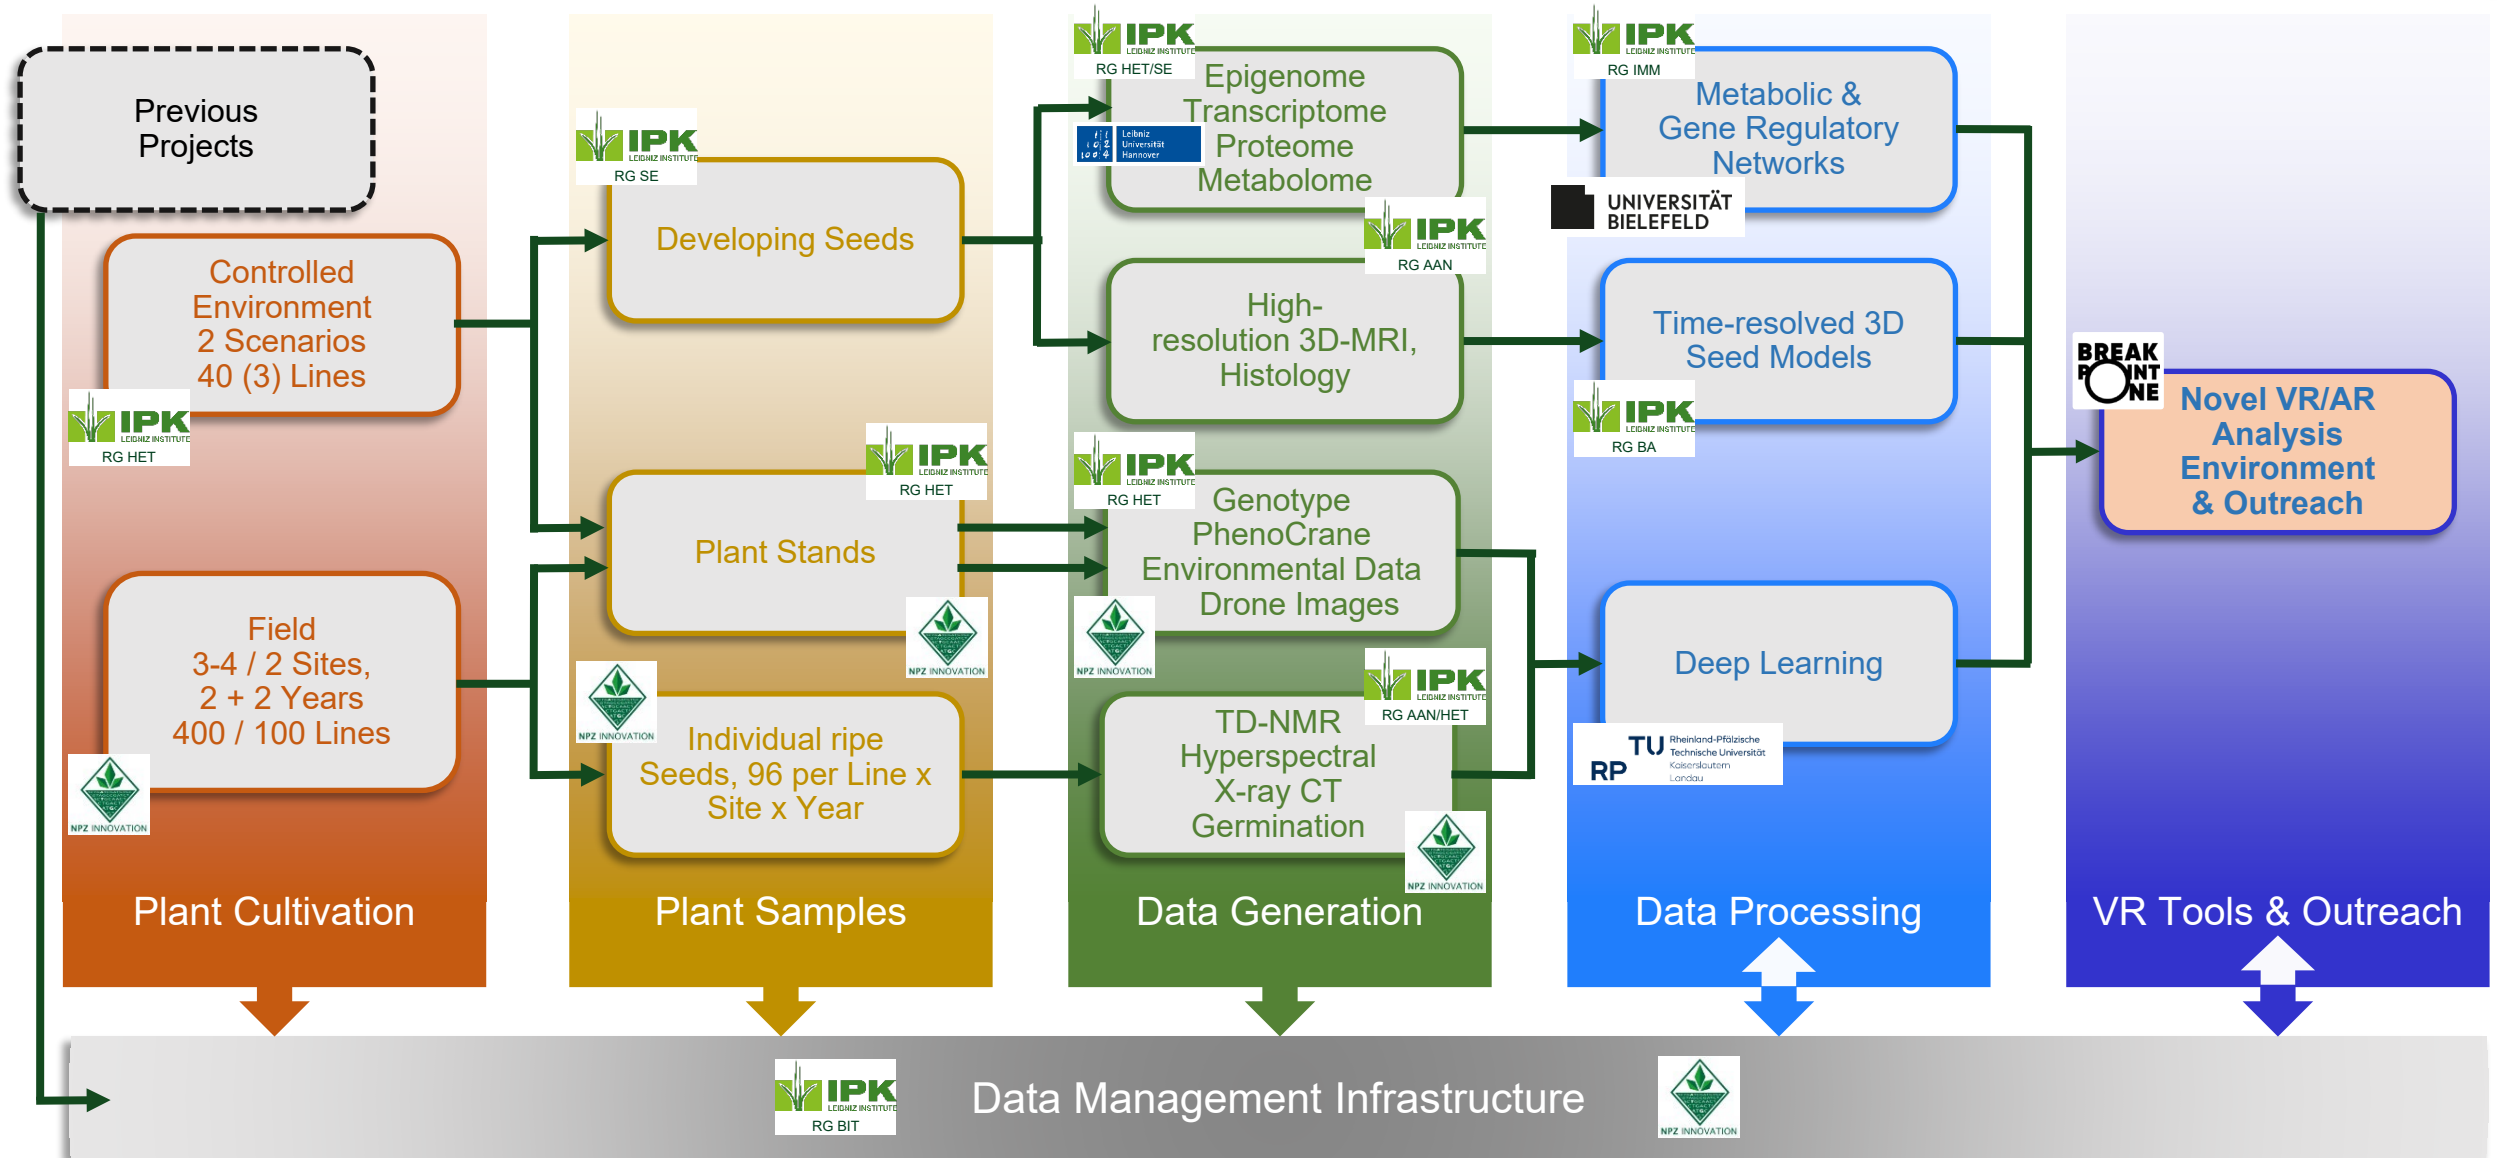 Previous
Projects
Controlled
Environment
2 Scenarios
40 (3) Lines
IPK
LEIBNIZ INSTITUTE
RG HET
Field
3-4 / 2 Sites,
2 + 2 Years
400 / 100 Lines
NPZ INNOVATION
Plant Cultivation
IPK
LEIBNIZ INSTITUTE
RG SE
Developing Seeds
IPK
LEIBNIZ INSTITUTE
RG HET
Plant Stands
NPZ INNOVATION
NPZ INNOVATION
Individual ripe
Seeds, 96 per Line x
Site x Year
Plant Samples
IPK
LEIBNIZ INSTITUTE
RG HET/SE
Epigenome
Transcriptome
Proteome
Metabolome
Leibniz
Universität
Hannover
IPK
LEIBNIZ INSTITUTE
RG AAN
High-
resolution 3D-MRI,
Histology
IPK
LEIBNIZ INSTITUTE
RG HET
Genotype
PhenoCrane
Environmental Data
Drone Images
NPZ INNOVATION
IPK
LEIBNIZ INSTITUTE
RG AAN/HET
TD-NMR
Hyperspectral
X-ray CT
Germination
NPZ INNOVATION
Data Generation
IPK
LEIBNIZ INSTITUTE
RG IMM
Metabolic &
Gene Regulatory
Networks
UNIVERSITÄT
BIELEFELD
Time-resolved 3D
Seed Models
IPK
LEIBNIZ INSTITUTE
RG BA
Deep Learning
RP TU
Rheinland-Pfälzische
Technische Universität
Kaiserslautern
Landau
Data Processing
BREAK
POINT
ONE
Novel VR/AR
Analysis
Environment
& Outreach
VR Tools & Outreach
IPK
LEIBNIZ INSTITUTE
RG BIT
Data Management Infrastructure
NPZ INNOVATION